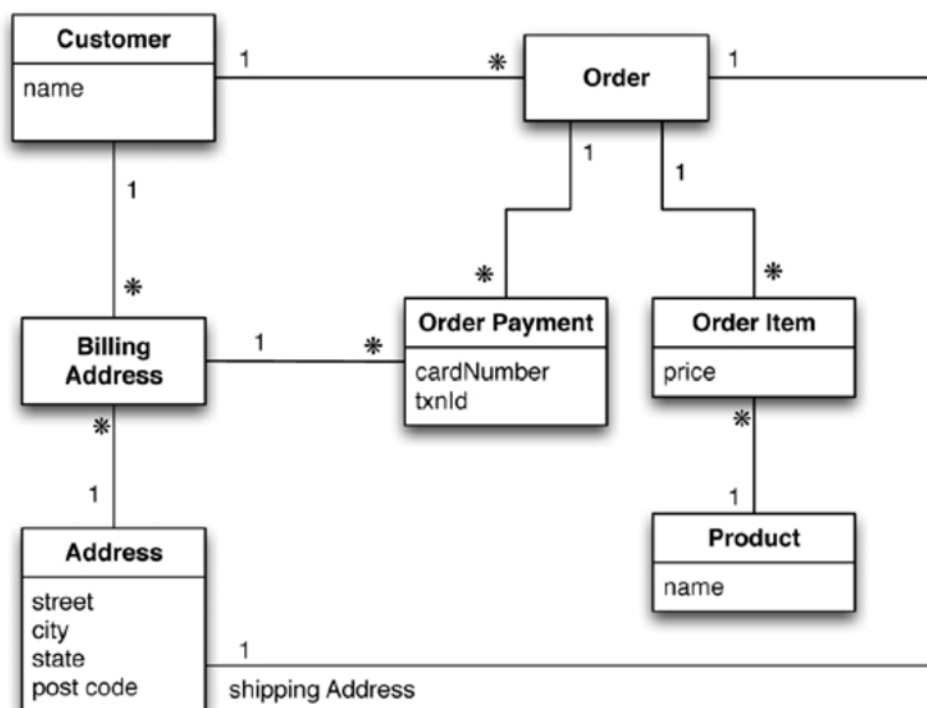 Customer
name
1
*
Order
1
1
*
1
*
1
*
Billing
Address
1
*
Order Payment
cardNumber
txnId
Order Item
price
*
1
*
1
Product
name
Address
street
city
state
post code
1
shipping Address